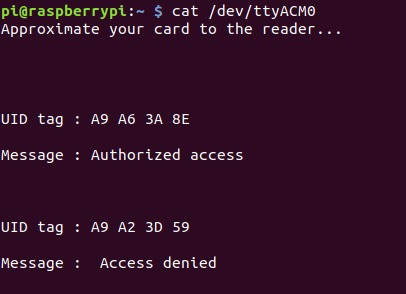 pi@raspberrypi:~ $ cat /dev/ttyACM0
Approximate your card to the reader...
UID tag : A9 A6 3A 8E
Message : Authorized access
UID tag : A9 A2 3D 59
Message :  Access denied